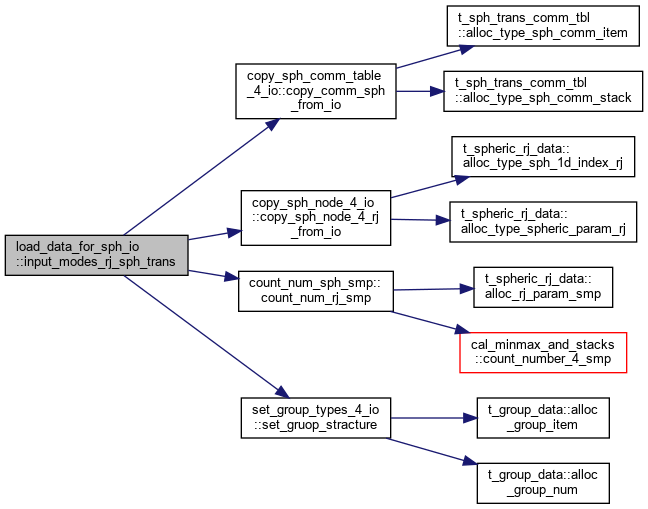 t_sph_trans_comm_tbl
::alloc_type_sph_comm_item
copy_sph_comm_table
_4_io::copy_comm_sph
_from_io
t_sph_trans_comm_tbl
::alloc_type_sph_comm_stack
t_spheric_rj_data::
alloc_type_sph_1d_index_rj
copy_sph_node_4_io
::copy_sph_node_4_rj
_from_io
t_spheric_rj_data::
alloc_type_spheric_param_rj
load_data_for_sph_io
::input_modes_rj_sph_trans
count_num_sph_smp::
count_num_rj_smp
t_spheric_rj_data::
alloc_rj_param_smp
cal_minmax_and_stacks
::count_number_4_smp
set_group_types_4_io
::set_gruop_stracture
t_group_data::alloc
_group_item
t_group_data::alloc
_group_num